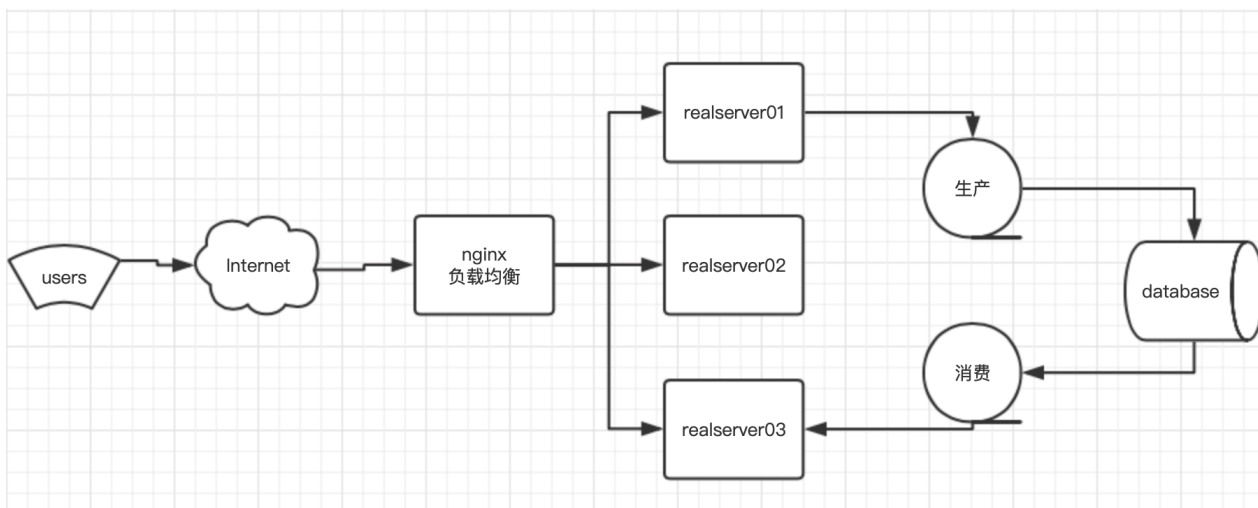 users
Internet
nginx
负载均衡
realserver01
realserver02
realserver03
生产
消费
database